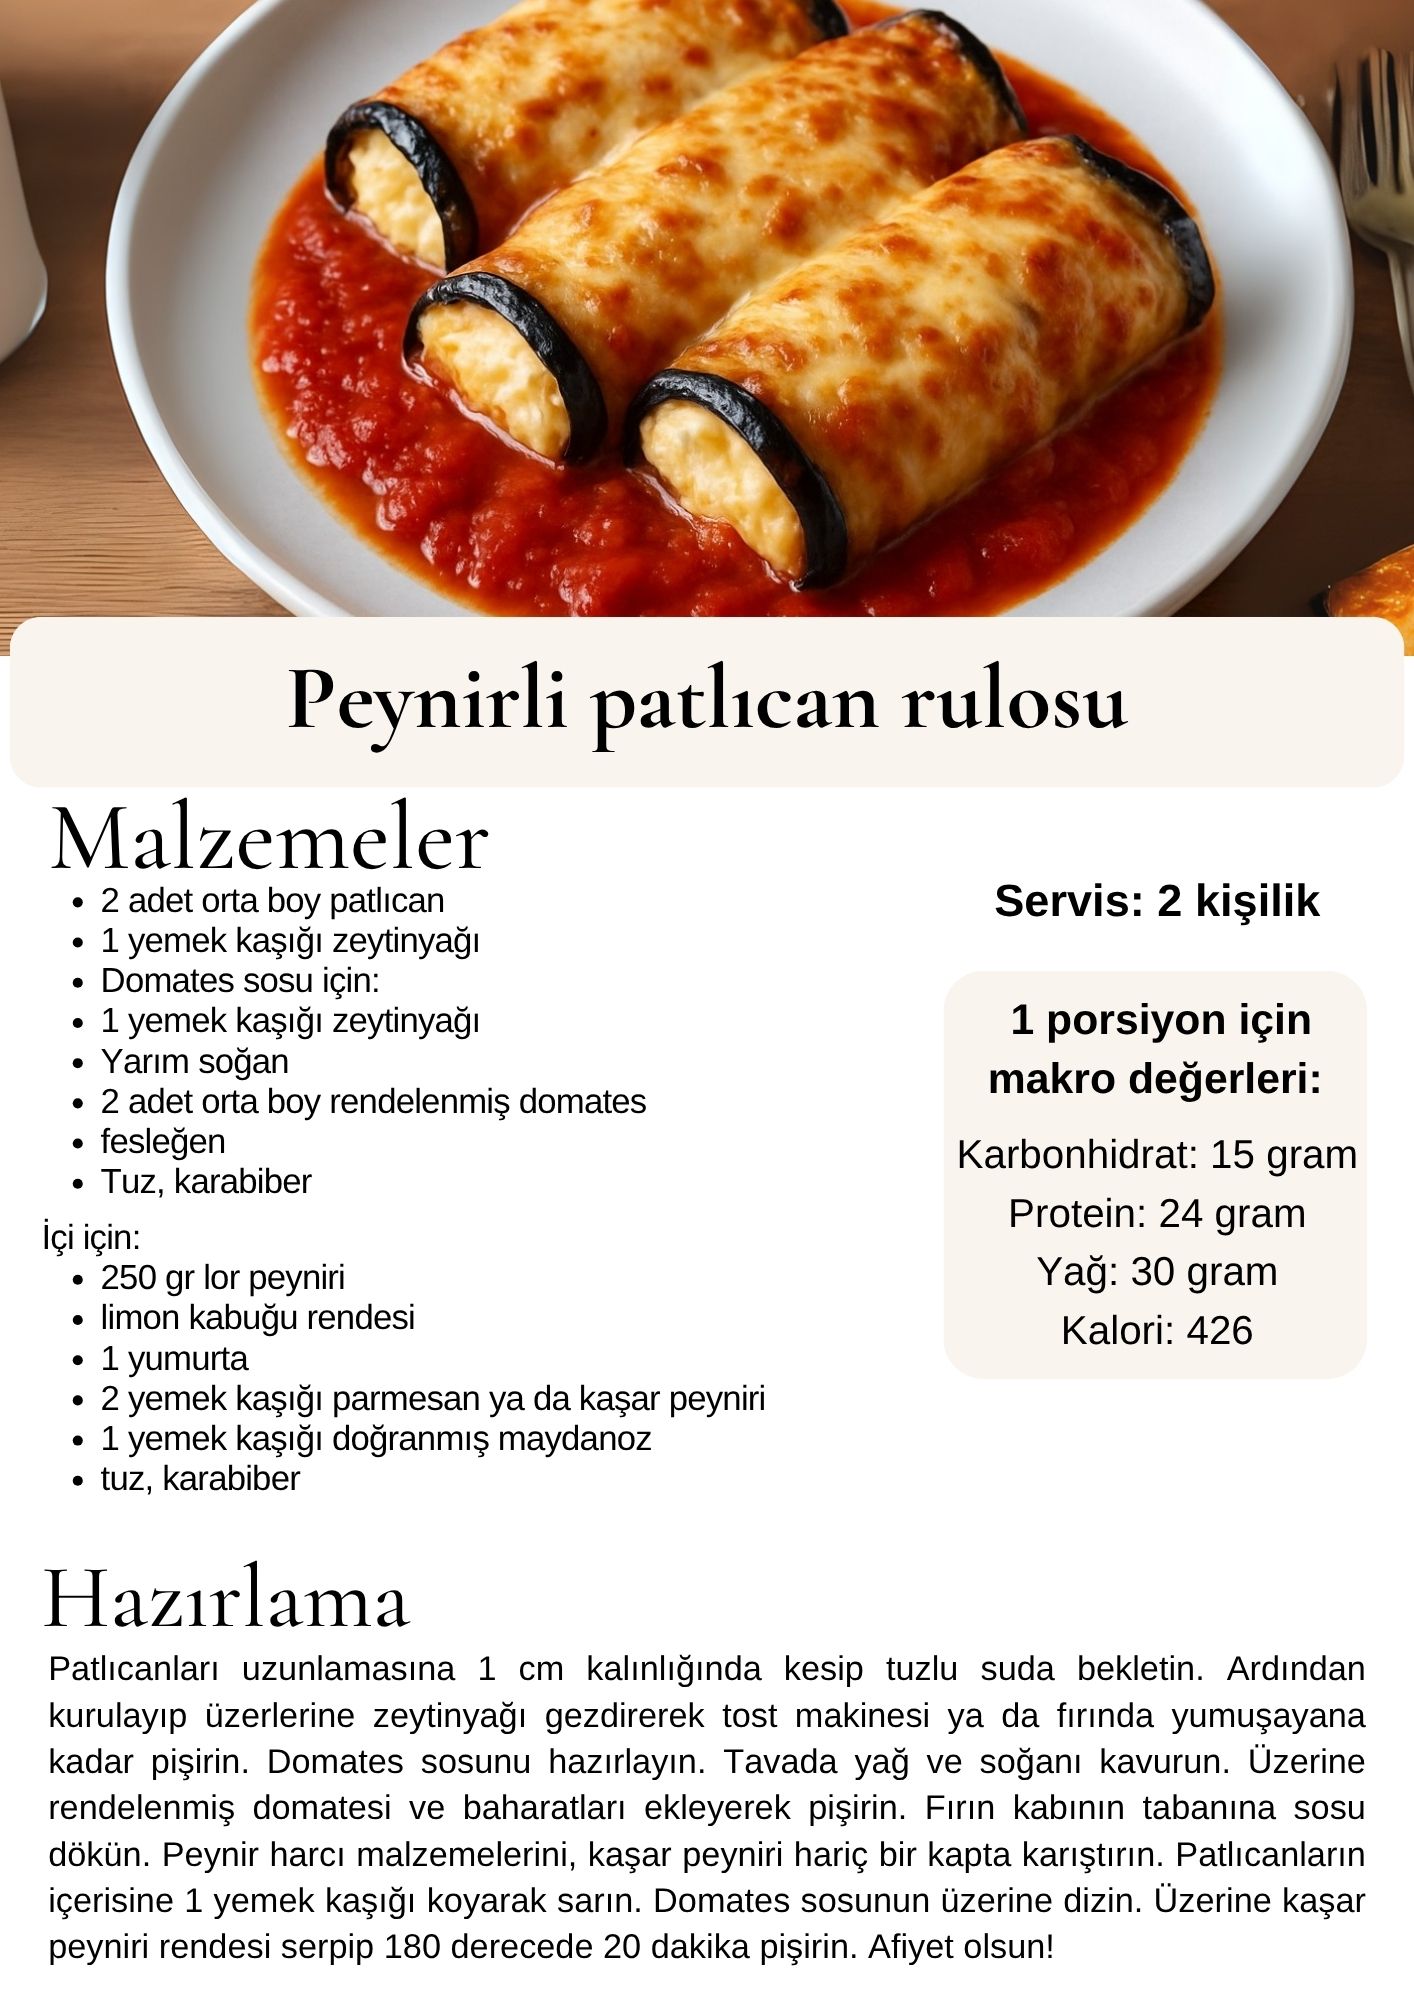 Peynirli patlıcan rulosu
Malzemeler
• 2 adet orta boy patlıcan
• 1 yemek kaşığı zeytinyağı
• Domates sosu için:
• 1 yemek kaşığı zeytinyağı
• Yarım soğan
• 2 adet orta boy rendelenmiş domates
• fesleğen
• Tuz, karabiber
İçi için:
• 250 gr lor peyniri
• limon kabuğu rendesi
• 1 yumurta
• 2 yemek kaşığı parmesan ya da kaşar peyniri
• 1 yemek kaşığı doğranmış maydanoz
• tuz, karabiber
Servis: 2 kişilik
1 porsiyon için
makro değerleri:
Karbonhidrat: 15 gram
Protein: 24 gram
Yağ: 30 gram
Kalori: 426
Hazırlama
Patlıcanları uzunlamasına 1 cm kalınlığında kesip tuzlu suda bekletin. Ardından
kurulayıp üzerlerine zeytinyağı gezdirerek tost makinesi ya da fırında yumuşayana
kadar pişirin. Domates sosunu hazırlayın. Tavada yağ ve soğanı kavurun. Üzerine
rendelenmiş domatesi ve baharatları ekleyerek pişirin. Fırın kabının tabanına sosu
dökün. Peynir harcı malzemelerini, kaşar peyniri hariç bir kapta karıştırın. Patlıcanların
içerisine 1 yemek kaşığı koyarak sarın. Domates sosunun üzerine dizin. Üzerine kaşar
peyniri rendesi serpip 180 derecede 20 dakika pişirin. Afiyet olsun!